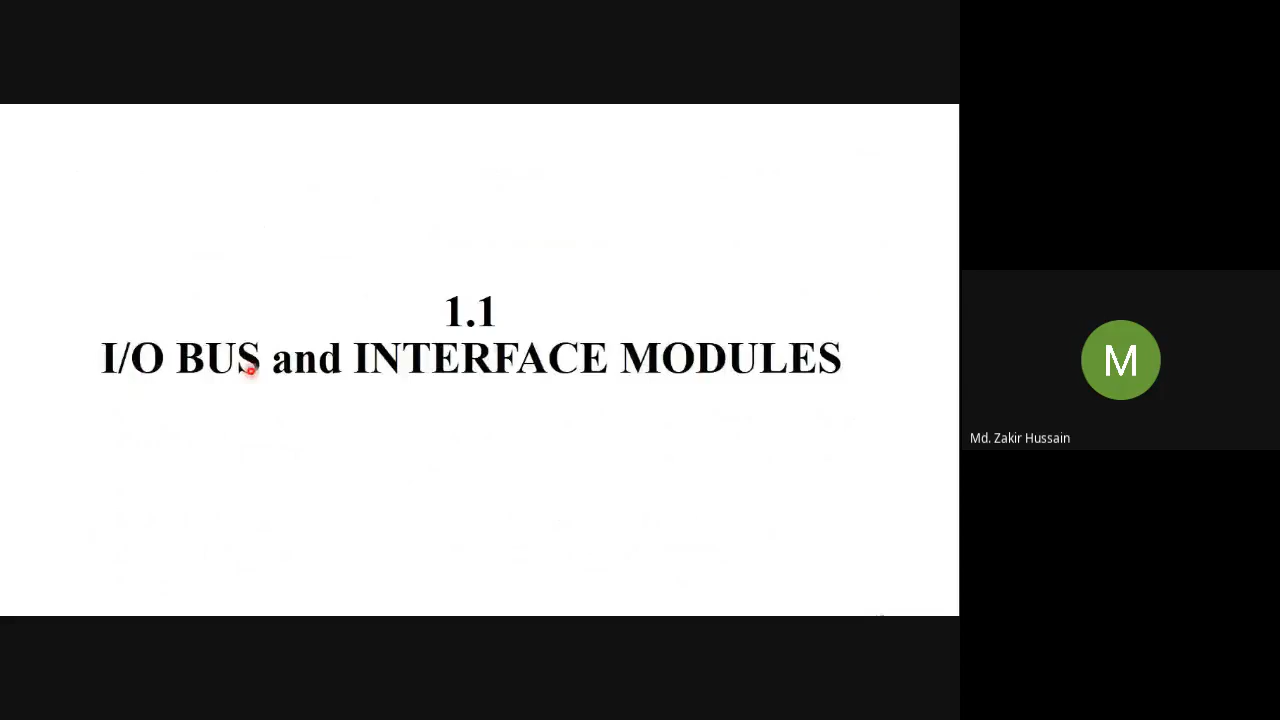 1.1
I/O BUS and INTERFACE MODULES
M
Md. Zakir Hussain